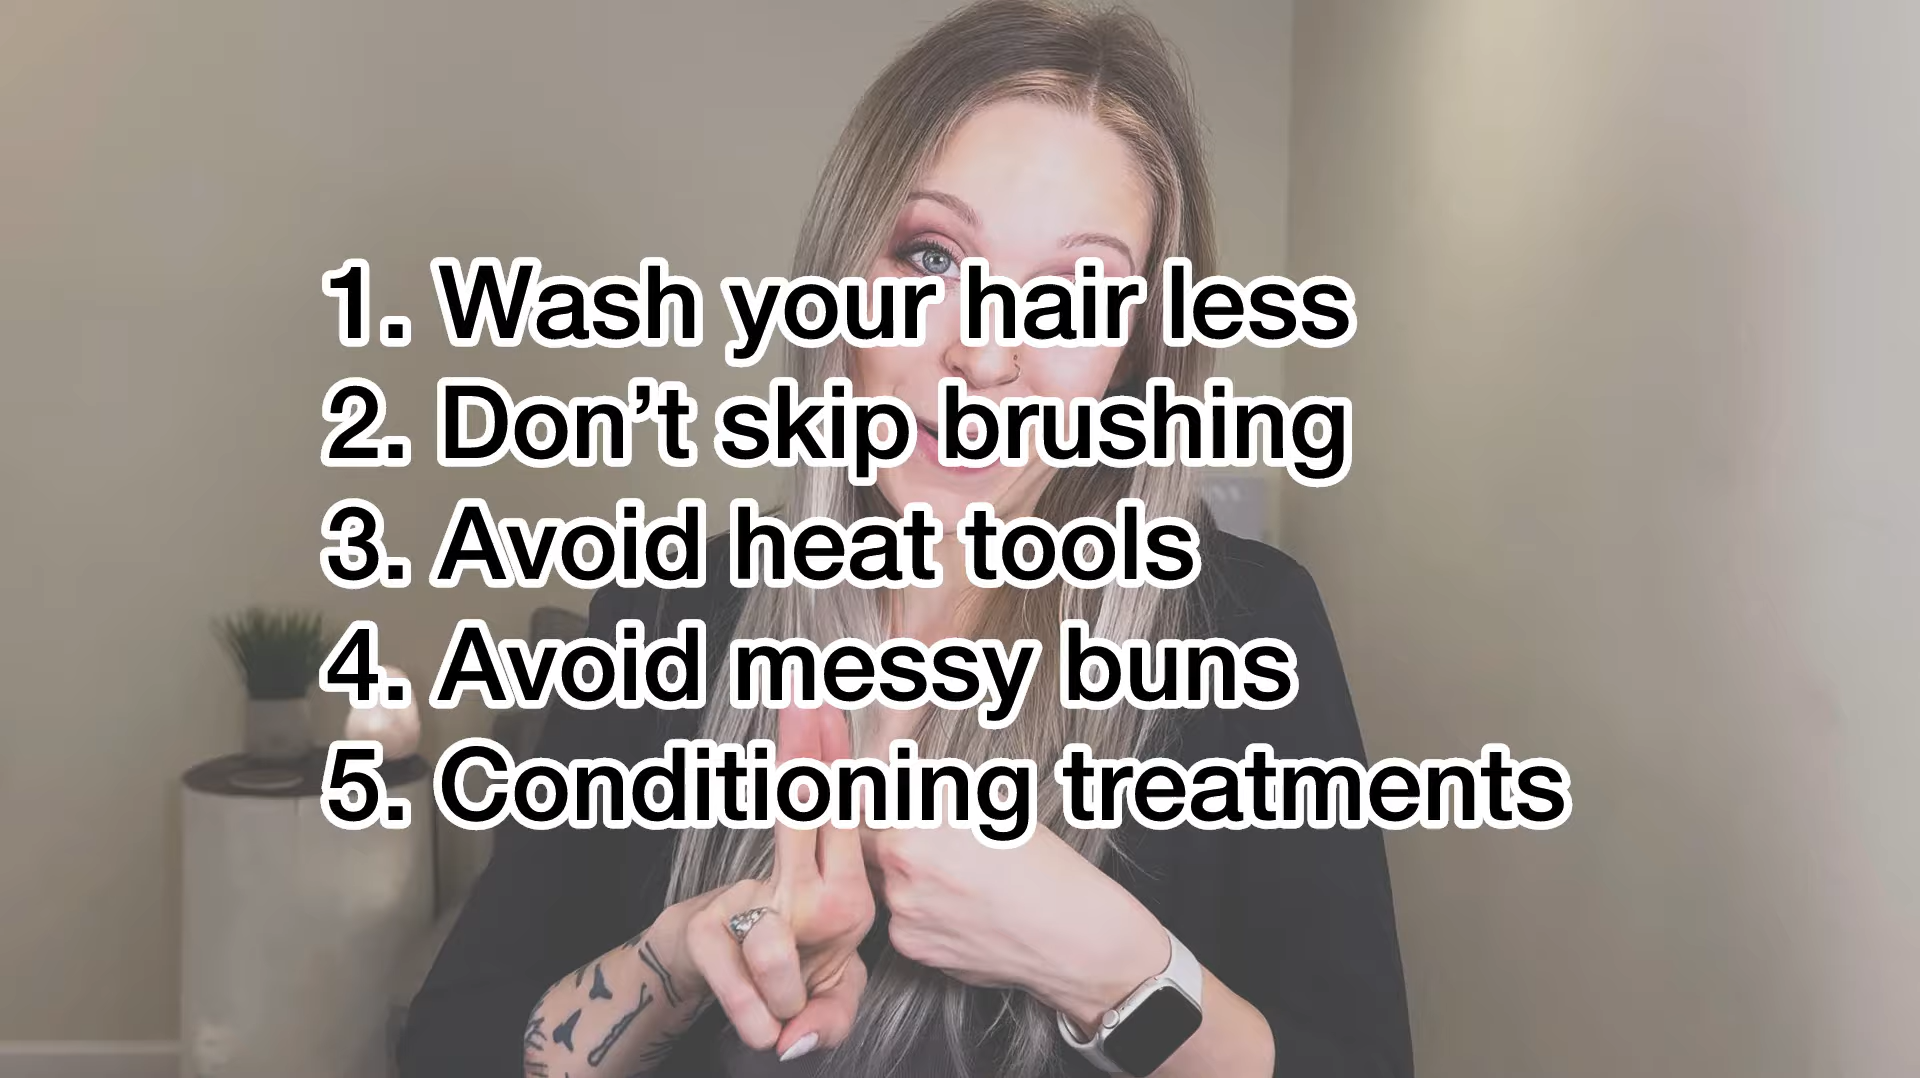 1. Wash your hair less
2. Don’t skip brushing
3. Avoid heat tools
4. Avoid messy buns
5. Conditioning treatments